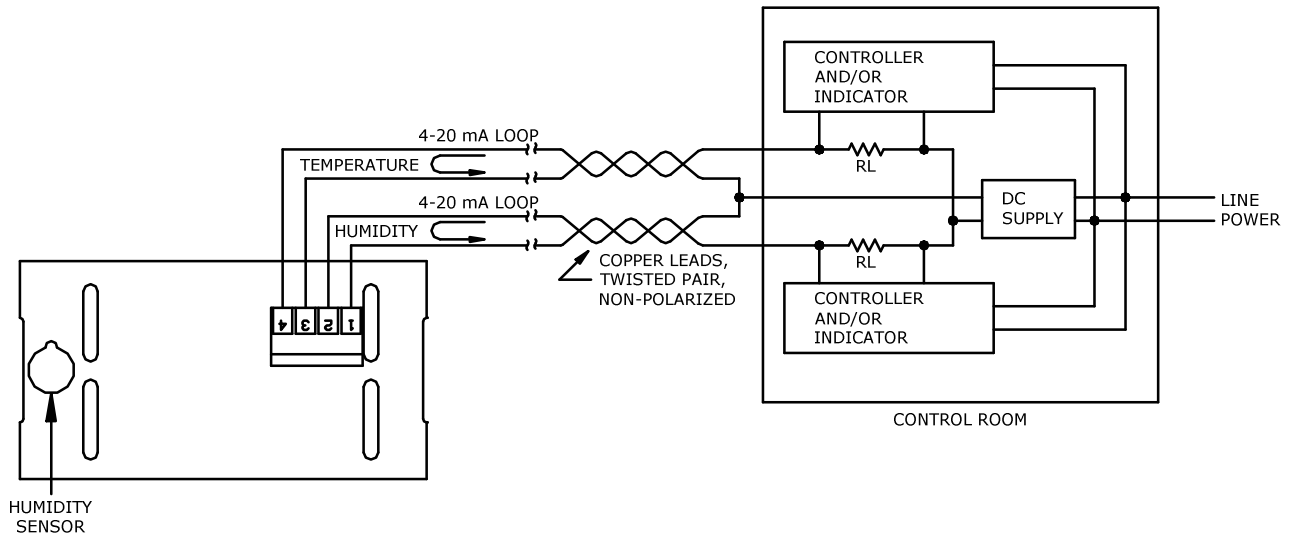 CONTROLLER
AND/OR
INDICATOR
4-20 mA LOOP
TEMPERATURE
RL
4-20 mA LOOP
HUMIDITY
DC
SUPPLY
LINE
POWER
RL
COPPER LEADS,
TWISTED PAIR,
NON-POLARIZED
CONTROLLER
AND/OR
INDICATOR
4 3 2 1
CONTROL ROOM
HUMIDITY
SENSOR